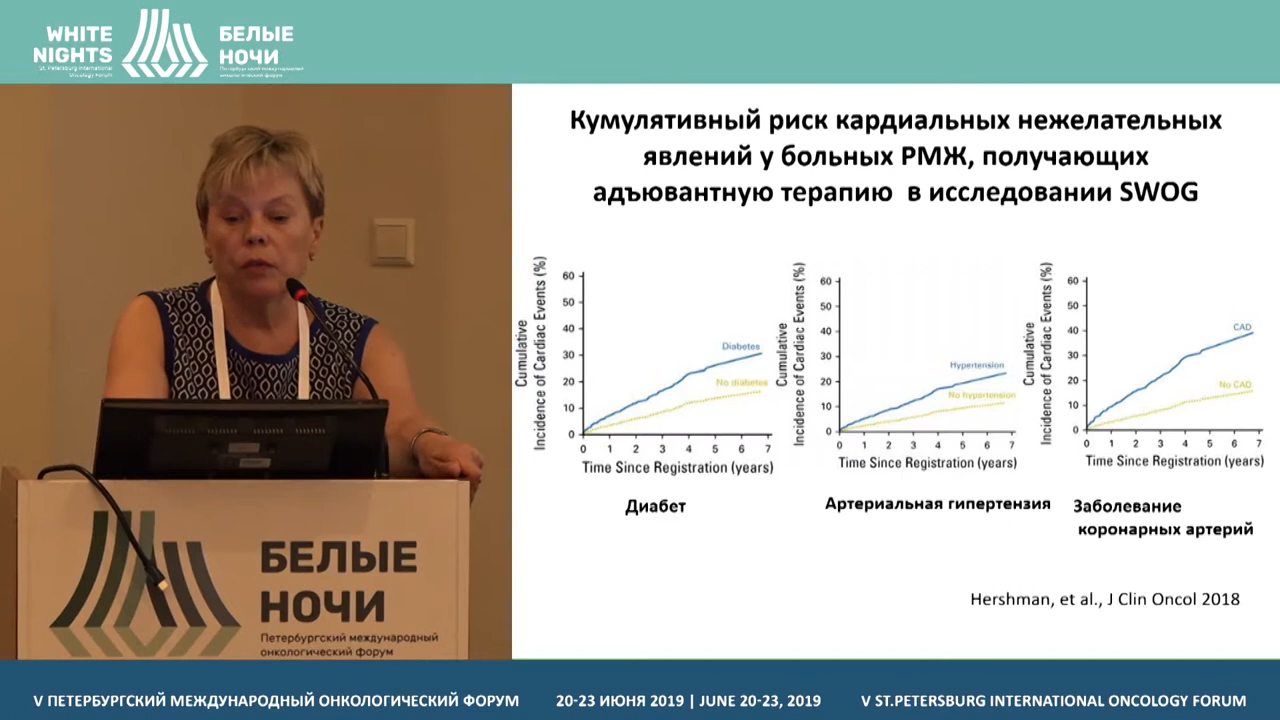 WHITE
NIGHTS
St. Petersburg International
Oncology Forum
БЕЛЫЕ
НОЧИ
Петербургский международный
онкологический форум
Кумулятивный риск кардиальных нежелательных
явлений у больных РМЖ, получающих
адъювантную терапию в исследовании SWOG
Cumulative
Incidence of Cardiac Events (%)
60
50
40
30
20
10
0
Diabetes
No diabetes
0 1 2 3 4 5 6 7
Time Since Registration (years)
Диабет
Cumulative
Incidence of Cardiac Events (%)
60
50
40
30
20
10
0
Hypertension
No hypertension
0 1 2 3 4 5 6 7
Time Since Registration (years)
Артериальная гипертензия
Cumulative
Incidence of Cardiac Events (%)
60
50
40
30
20
10
0
CAD
No CAD
0 1 2 3 4 5 6 7
Time Since Registration (years)
Заболевание
коронарных артерий
Hershman, et al., J Clin Oncol 2018
БЕЛЫЕ
НОЧИ
Петербургский международный
онкологический форум
V ПЕТЕРБУРГСКИЙ МЕЖДУНАРОДНЫЙ ОНКОЛОГИЧЕСКИЙ ФОРУМ
20-23 ИЮНЯ 2019 | JUNE 20-23, 2019
V ST.PETERSBURG INTERNATIONAL ONCOLOGY FORUM